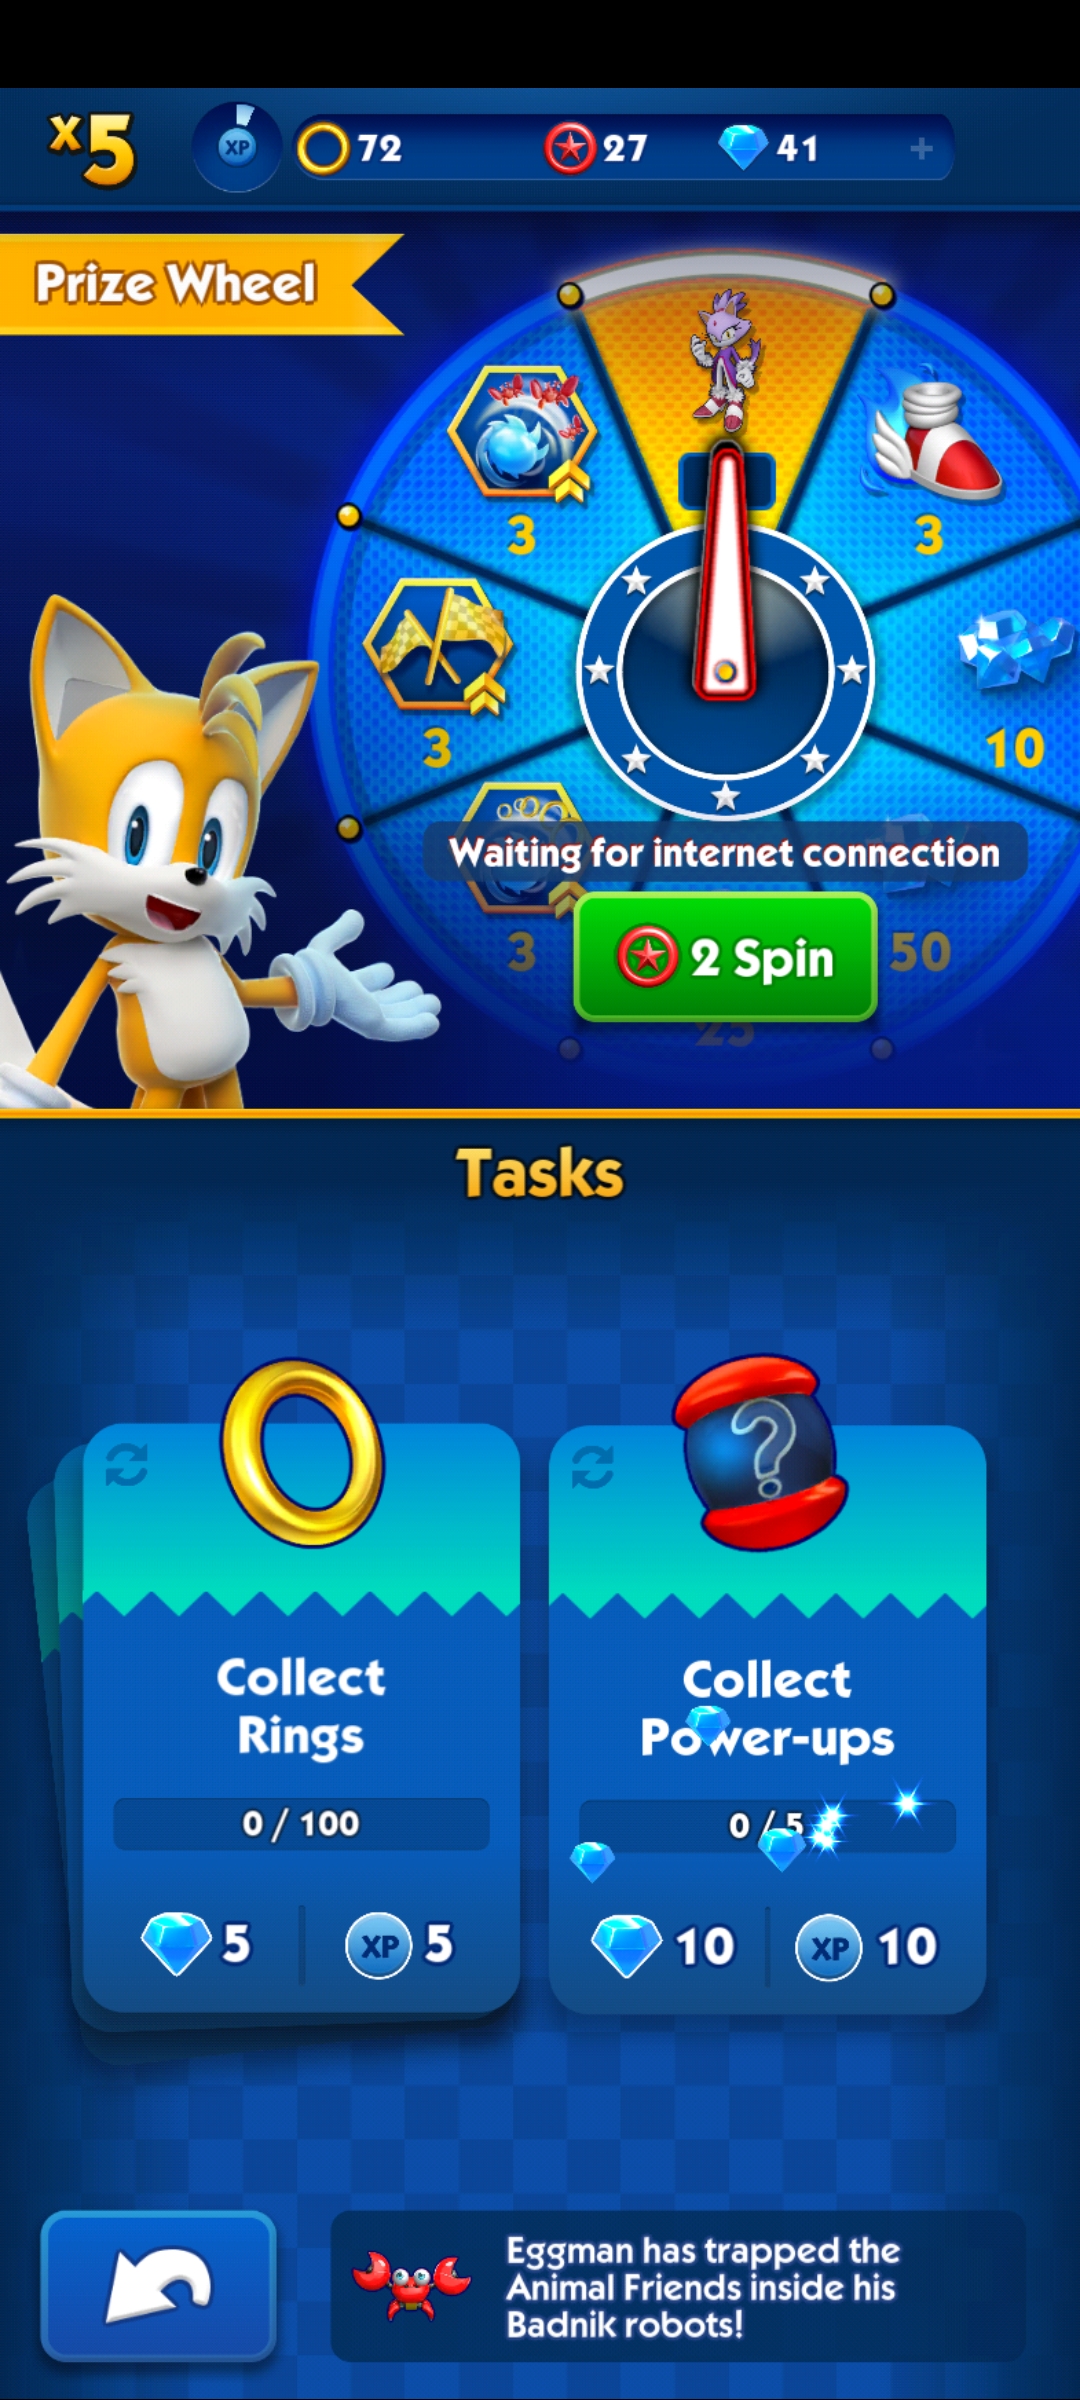 x5
XP
72
27
41
+
Prize Wheel
3
3
3
10
Waiting for internet connection
3
2 Spin
50
25
Tasks
?
Collect
Rings
0 / 100
5
XP
5
Collect
Power-ups
0 / 5
10
XP
10
Eggman has trapped the
Animal Friends inside his
Badnik robots!